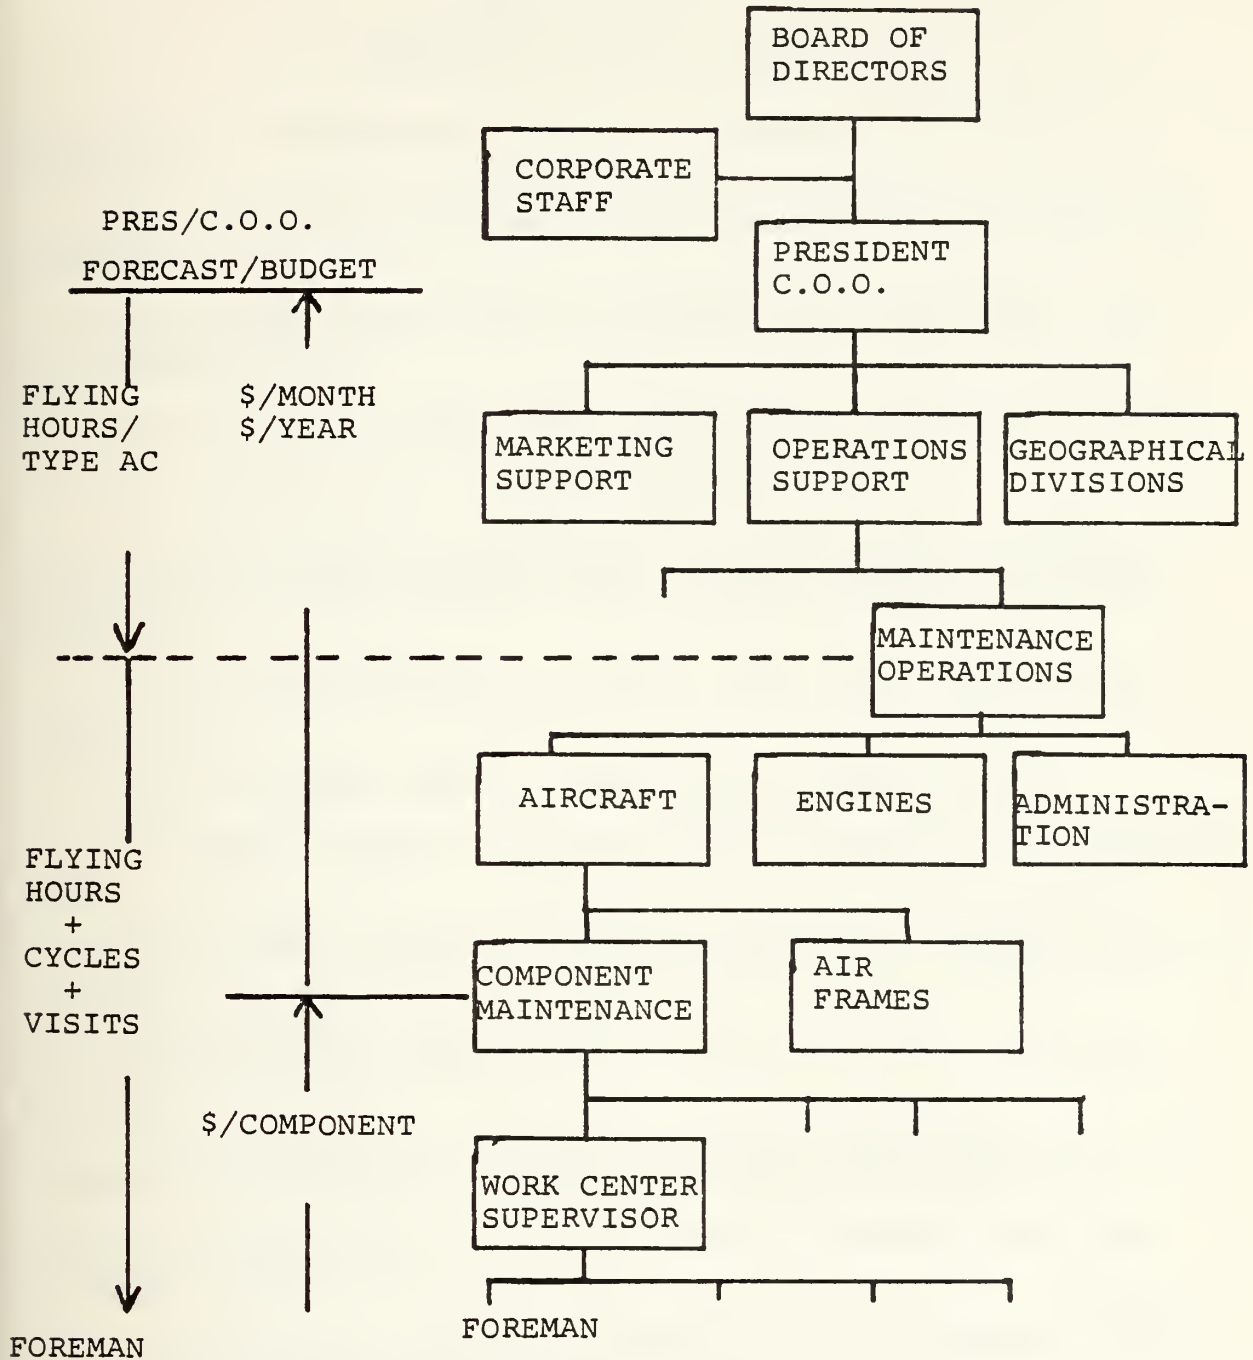 BOARD OF
DIRECTORS
CORPORATE
STAFF
PRES/C.O.O.
FORECAST/BUDGET
PRESIDENT
C.O.O.
FLYING
HOURS/
TYPE AC
$/MONTH
$/YEAR
MARKETING
SUPPORT
OPERATIONS
SUPPORT
GEOGRAPHICAL
DIVISIONS
MAINTENANCE
OPERATIONS
AIRCRAFT
ENGINES
ADMINISTRA-
TION
FLYING
HOURS
+
CYCLES
+
VISITS
COMPONENT
MAINTENANCE
AIR
FRAMES
$/COMPONENT
WORK CENTER
SUPERVISOR
FOREMAN
FOREMAN